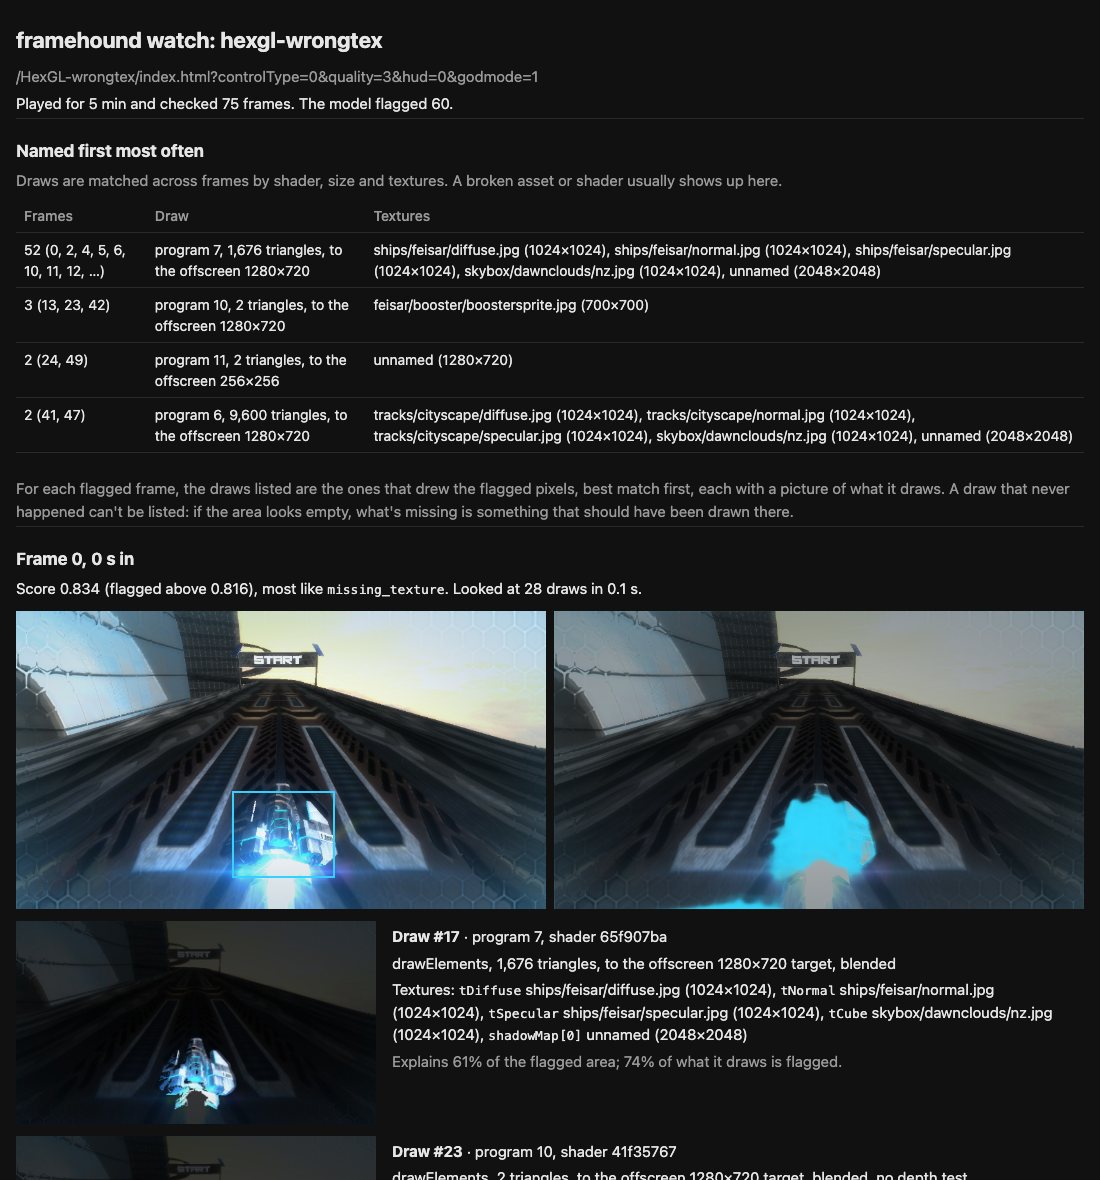 framehound watch: hexgl-wrongtex
/HexGL-wrongtex/index.html?controlType=0&quality=3&hud=0&godmode=1
Played for 5 min and checked 75 frames. The model flagged 60.
Named first most often
Draws are matched across frames by shader, size and textures. A broken asset or shader usually shows up here.
Frames Draw Textures
52 (0, 2, 4, 5, 6, program 7, 1,676 triangles, to ships/feisar/diffuse.jpg (1024×1024), ships/feisar/normal.jpg (1024×1024), ships/feisar/specular.jpg
10, 11, 12, ...) the offscreen 1280×720 (1024×1024), skybox/dawnclouds/nz.jpg (1024×1024), unnamed (2048×2048)
3 (13, 23, 42) program 10, 2 triangles, to the feisar/booster/boostersprite.jpg (700×700)
offscreen 1280×720
2 (24, 49) program 11, 2 triangles, to the unnamed (1280×720)
offscreen 256×256
2 (41, 47) program 6, 9,600 triangles, to tracks/cityscape/diffuse.jpg (1024×1024), tracks/cityscape/normal.jpg (1024×1024),
the offscreen 1280×720 tracks/cityscape/specular.jpg (1024×1024), skybox/dawnclouds/nz.jpg (1024×1024), unnamed (2048×2048)
For each flagged frame, the draws listed are the ones that drew the flagged pixels, best match first, each with a picture of what it draws. A draw that never
happened can't be listed: if the area looks empty, what's missing is something that should have been drawn there.
Frame 0, 0 s in
Score 0.834 (flagged above 0.816), most like missing_texture. Looked at 28 draws in 0.1 s.
START
START
START
Draw #17 · program 7, shader 65f907ba
drawElements, 1,676 triangles, to the offscreen 1280×720 target, blended
Textures: tDiffuse ships/feisar/diffuse.jpg (1024×1024), tNormal ships/feisar/normal.jpg
(1024×1024), tSpecular ships/feisar/specular.jpg (1024×1024), tCube skybox/dawnclouds/nz.jpg
(1024×1024), shadowMap[0] unnamed (2048×2048)
Explains 61% of the flagged area; 74% of what it draws is flagged.
START
Draw #23 · program 10, shader 41f35767
drawElements, 2 triangles, to the offscreen 1280×720 target, blended, no depth test